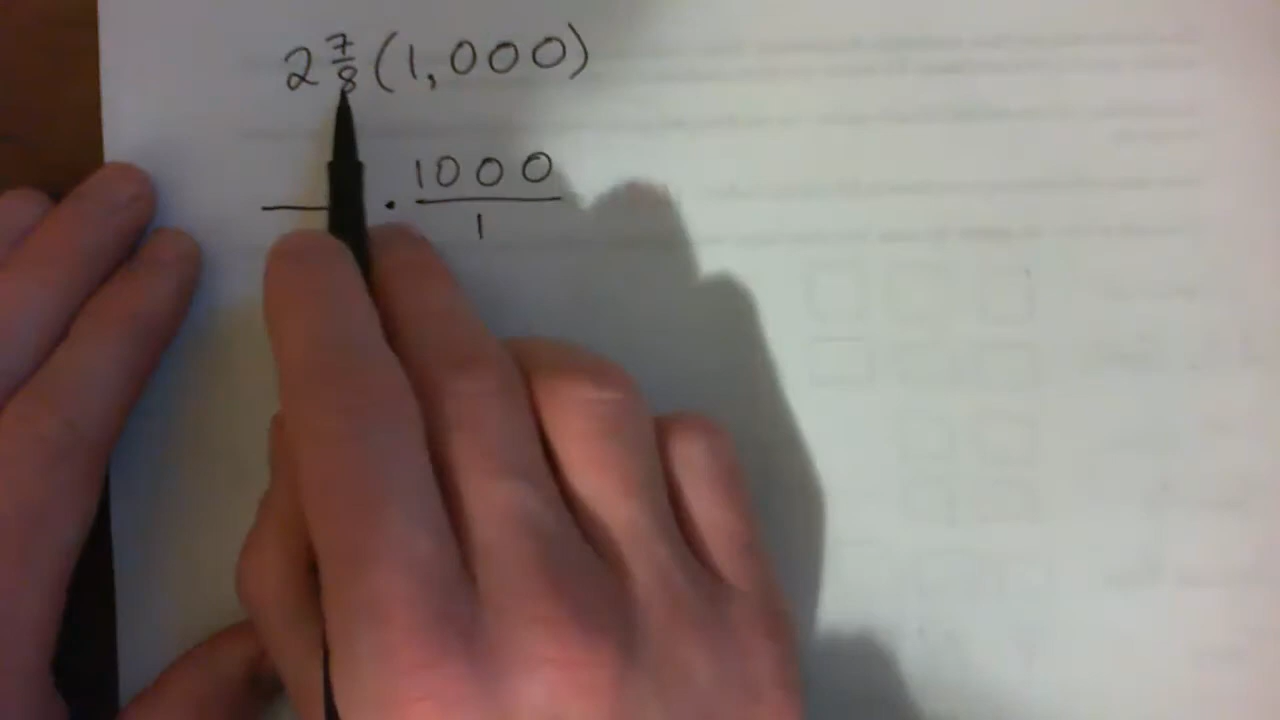 2 7/8 (1,000)
— · 1000/1